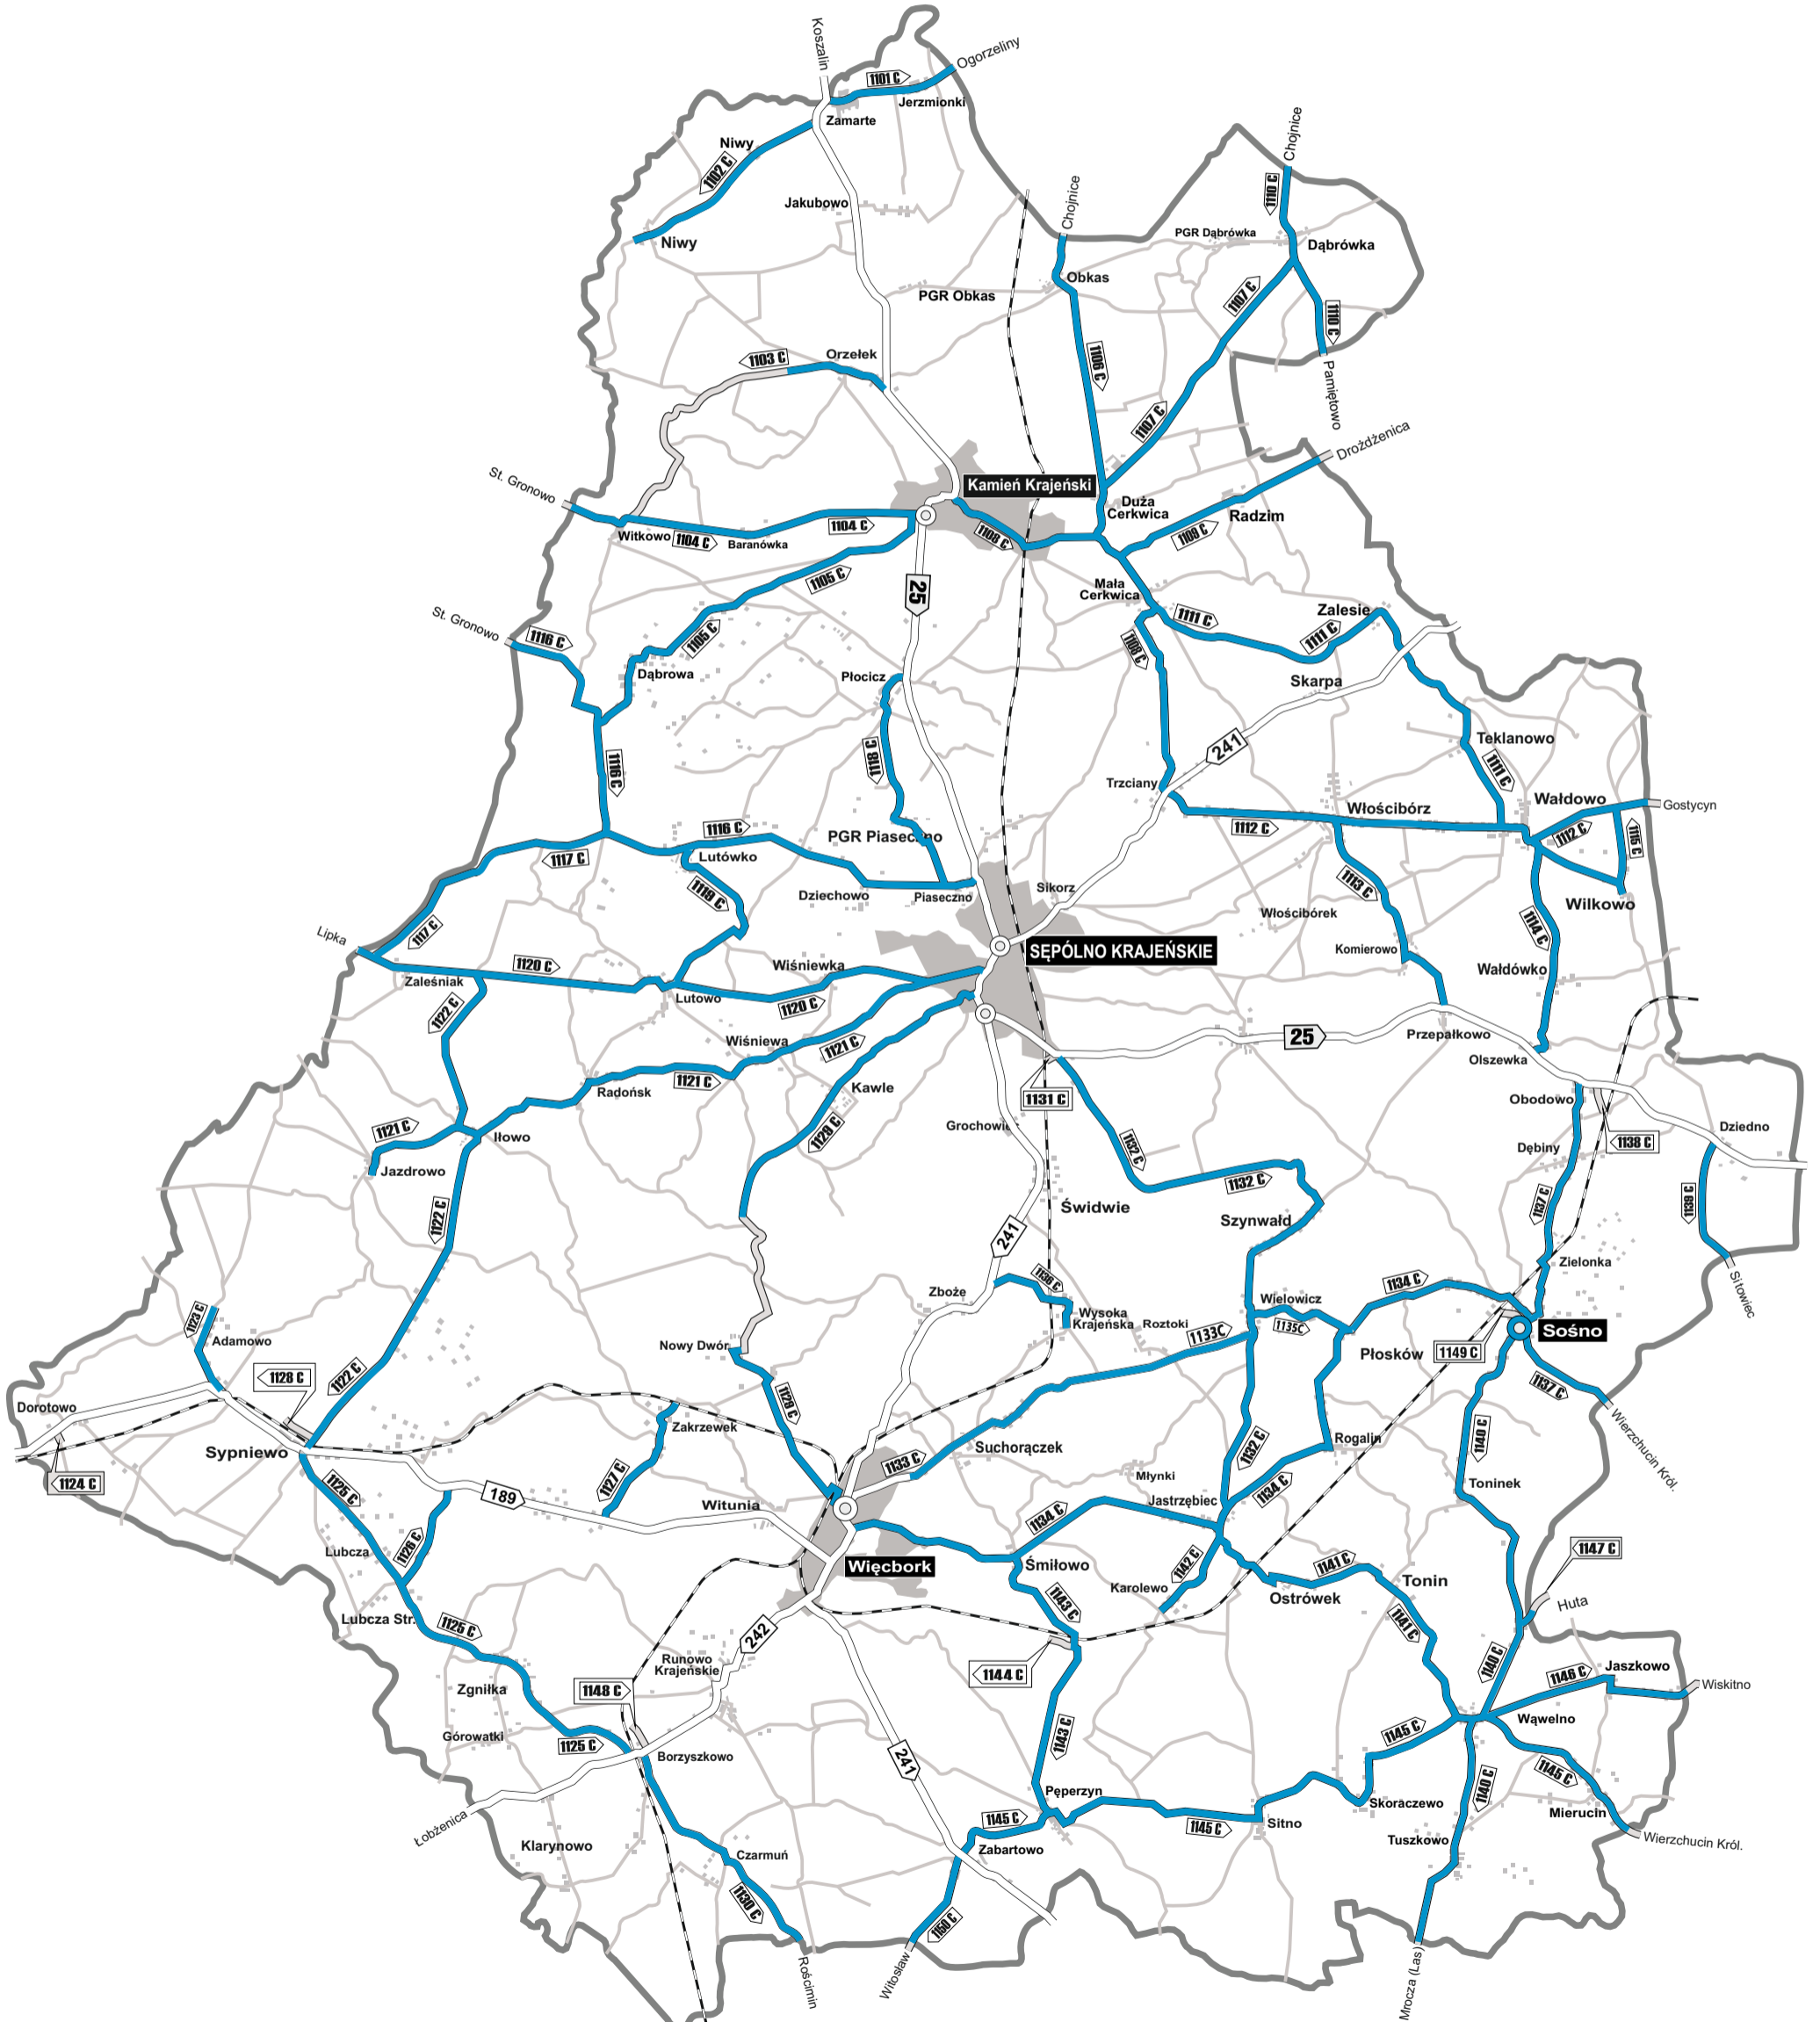 Koszalin
Ogorzeliny
1101 C
Jerzmionki
Zamarte
Niwy
1102 C
Niwy
Jakubowo
Chojnice
1110 C
Chojnice
PGR Dąbrówka
Dąbrówka
Obkas
PGR Obkas
1107 C
1110 C
Pamiętowo
1106 C
Orzełek
1103 C
1107 C
Drożdżenica
St. Gronowo
Kamień Krajeński
Duża
Cerkwica
Radzim
Witkowo
1104 C
Baranówka
1104 C
1108 C
1109 C
1105 C
25
Mała
Cerkwica
1111 C
Zalesie
1111 C
St. Gronowo
1116 C
1105 C
1108 C
Dąbrowa
Płocicz
Skarpa
241
Teklanowo
1116 C
1118 C
1111 C
Trzciany
Włościbórz
Wałdowo
Gostycyn
1112 C
1112 C
1115 C
1116 C
PGR Piaseczno
1117 C
Lutówko
1119 C
Dziechowo
Piaseczno
Sikorz
1113 C
Włościbórek
Wilkowo
1117 C
Lipka
1114 C
SĘPÓLNO KRAJEŃSKIE
Komierowo
Wałdówko
1120 C
Wiśniewka
Zaleśniak
Lutowo
1120 C
1122 C
Wiśniewa
1121 C
25
Przepałkowo
Olszewka
Radońsk
1121 C
Kawle
1131 C
Obodowo
1121 C
Iłowo
1129 C
Grochowiec
1132 C
1138 C
Dziedno
Dębiny
Jazdrowo
1132 C
1137 C
1139 C
1122 C
Świdwie
Szynwałd
241
Zielonka
Sitowiec
Zboże
1136 C
1134 C
1123 C
Adamowo
Wysoka
Krajeńska
Roztoki
1133C
Wielowicz
1135C
Sośno
Nowy Dwór
Płosków
1149 C
1128 C
1122 C
1137 C
Dorotowo
1129 C
Wierzchucin Król.
Zakrzewek
Sypniewo
Suchorączek
1132 C
Rogalin
1140 C
1124 C
1125 C
1127 C
1133 C
Młynki
1134 C
Toninek
189
Witunia
Jastrzębiec
1134 C
1126 C
Lubcza
Więcbork
Śmiłowo
1142 C
1141 C
1147 C
Karolewo
Ostrówek
Tonin
Huta
Lubcza Str.
1125 C
1143 C
1141 C
242
Runowo
Krajeńskie
1144 C
1140 C
1146 C
Jaszkowo
Wiskitno
Zgniłka
1148 C
Wąwelno
Górowatki
1125 C
Borzyszkowo
1143 C
1145 C
241
1145 C
1140 C
Pęperzyn
Skoraczewo
Mierucin
Łobżenica
1145 C
1145 C
Sitno
Tuszkowo
Wierzchucin Król.
Klarynowo
Czarmuń
Zabartowo
1130 C
1150 C
Rościmin
Witosław
Mrocza (Las)